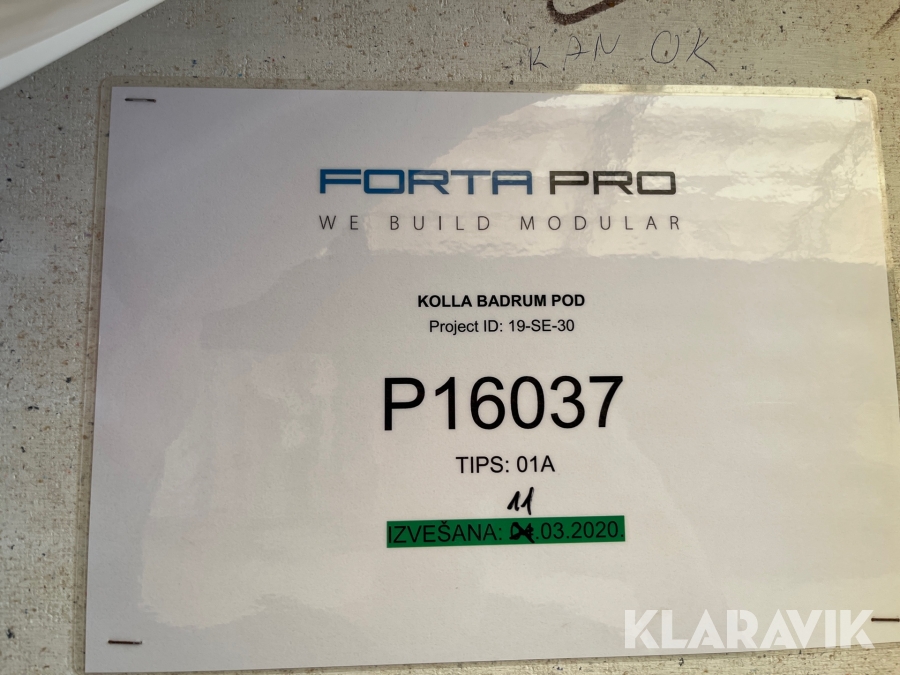 KAN OK
FORTA PRO
WE BUILD MODULAR
KOLLA BADRUM POD
Project ID: 19-SE-30
P16037
TIPS: 01A
11
IZVEŠANA: .03.2020.
KLARAVIK